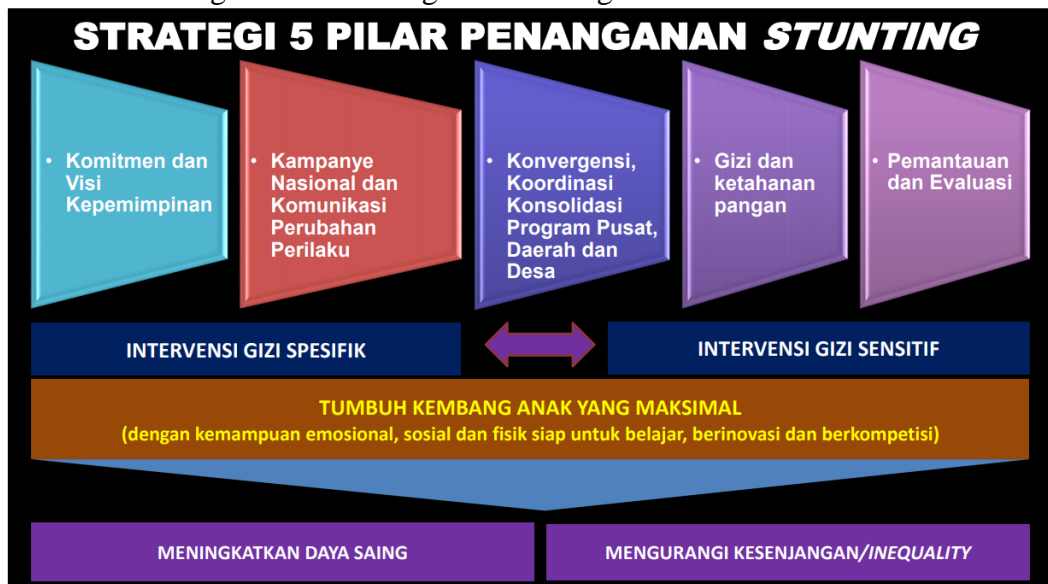 STRATEGI 5 PILAR PENANGANAN STUNTING
• Komitmen dan
Visi
Kepemimpinan
• Kampanye
Nasional dan
Komunikasi
Perubahan
Perilaku
• Konvergensi,
Koordinasi
Konsolidasi
Program Pusat,
Daerah dan
Desa
• Gizi dan
ketahanan
pangan
• Pemantauan
dan Evaluasi
INTERVENSI GIZI SPESIFIK
INTERVENSI GIZI SENSITIF
TUMBUH KEMBANG ANAK YANG MAKSIMAL
(dengan kemampuan emosional, sosial dan fisik siap untuk belajar, berinovasi dan berkompetisi)
MENINGKATKAN DAYA SAING
MENGURANGI KESENJANGAN/INEQUALITY